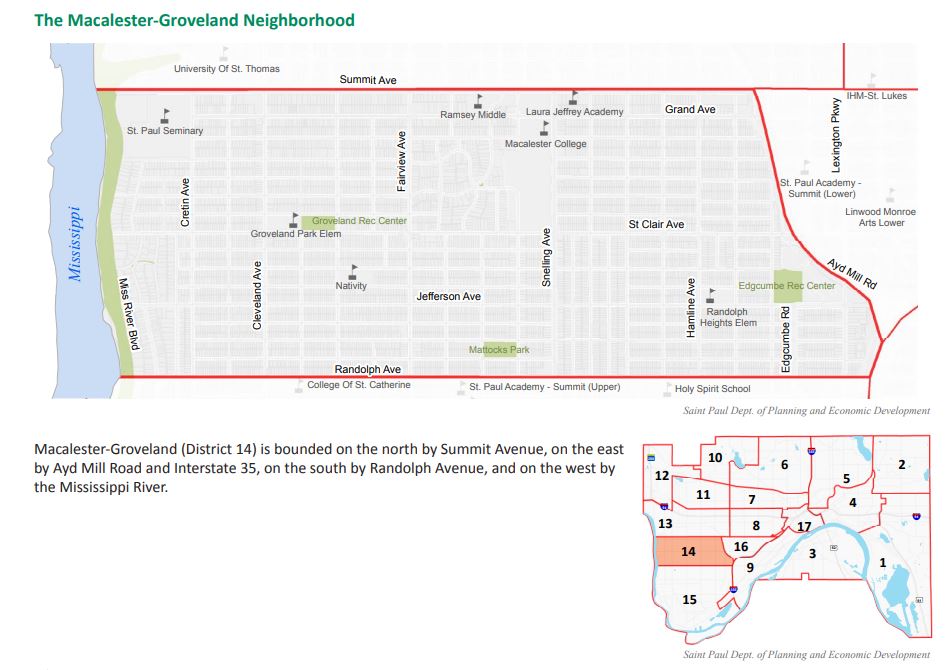 The Macalester-Groveland Neighborhood
University Of St. Thomas
Summit Ave
IHM-St. Lukes
Ramsey Middle
Laura Jeffrey Academy
Grand Ave
St. Paul Seminary
Macalester College
Fairview Ave
Lexington Pkwy
St. Paul Academy -
Summit (Lower)
Cretin Ave
Linwood Monroe
Arts Lower
Groveland Rec Center
Groveland Park Elem
St Clair Ave
Mississippi
Snelling Ave
Ayd Mill Rd
Nativity
Edgcumbe Rec Center
Cleveland Ave
Jefferson Ave
Hamline Ave
Miss River Blvd
Randolph
Heights Elem
Edgcumbe Rd
Mattocks Park
Randolph Ave
College Of St. Catherine
St. Paul Academy - Summit (Upper)
Holy Spirit School
Saint Paul Dept. of Planning and Economic Development
Macalester-Groveland (District 14) is bounded on the north by Summit Avenue, on the east
by Ayd Mill Road and Interstate 35, on the south by Randolph Avenue, and on the west by
the Mississippi River.
10
6
2
12
5
11
7
4
13
8
17
14
16
3
9
1
15
Saint Paul Dept. of Planning and Economic Development